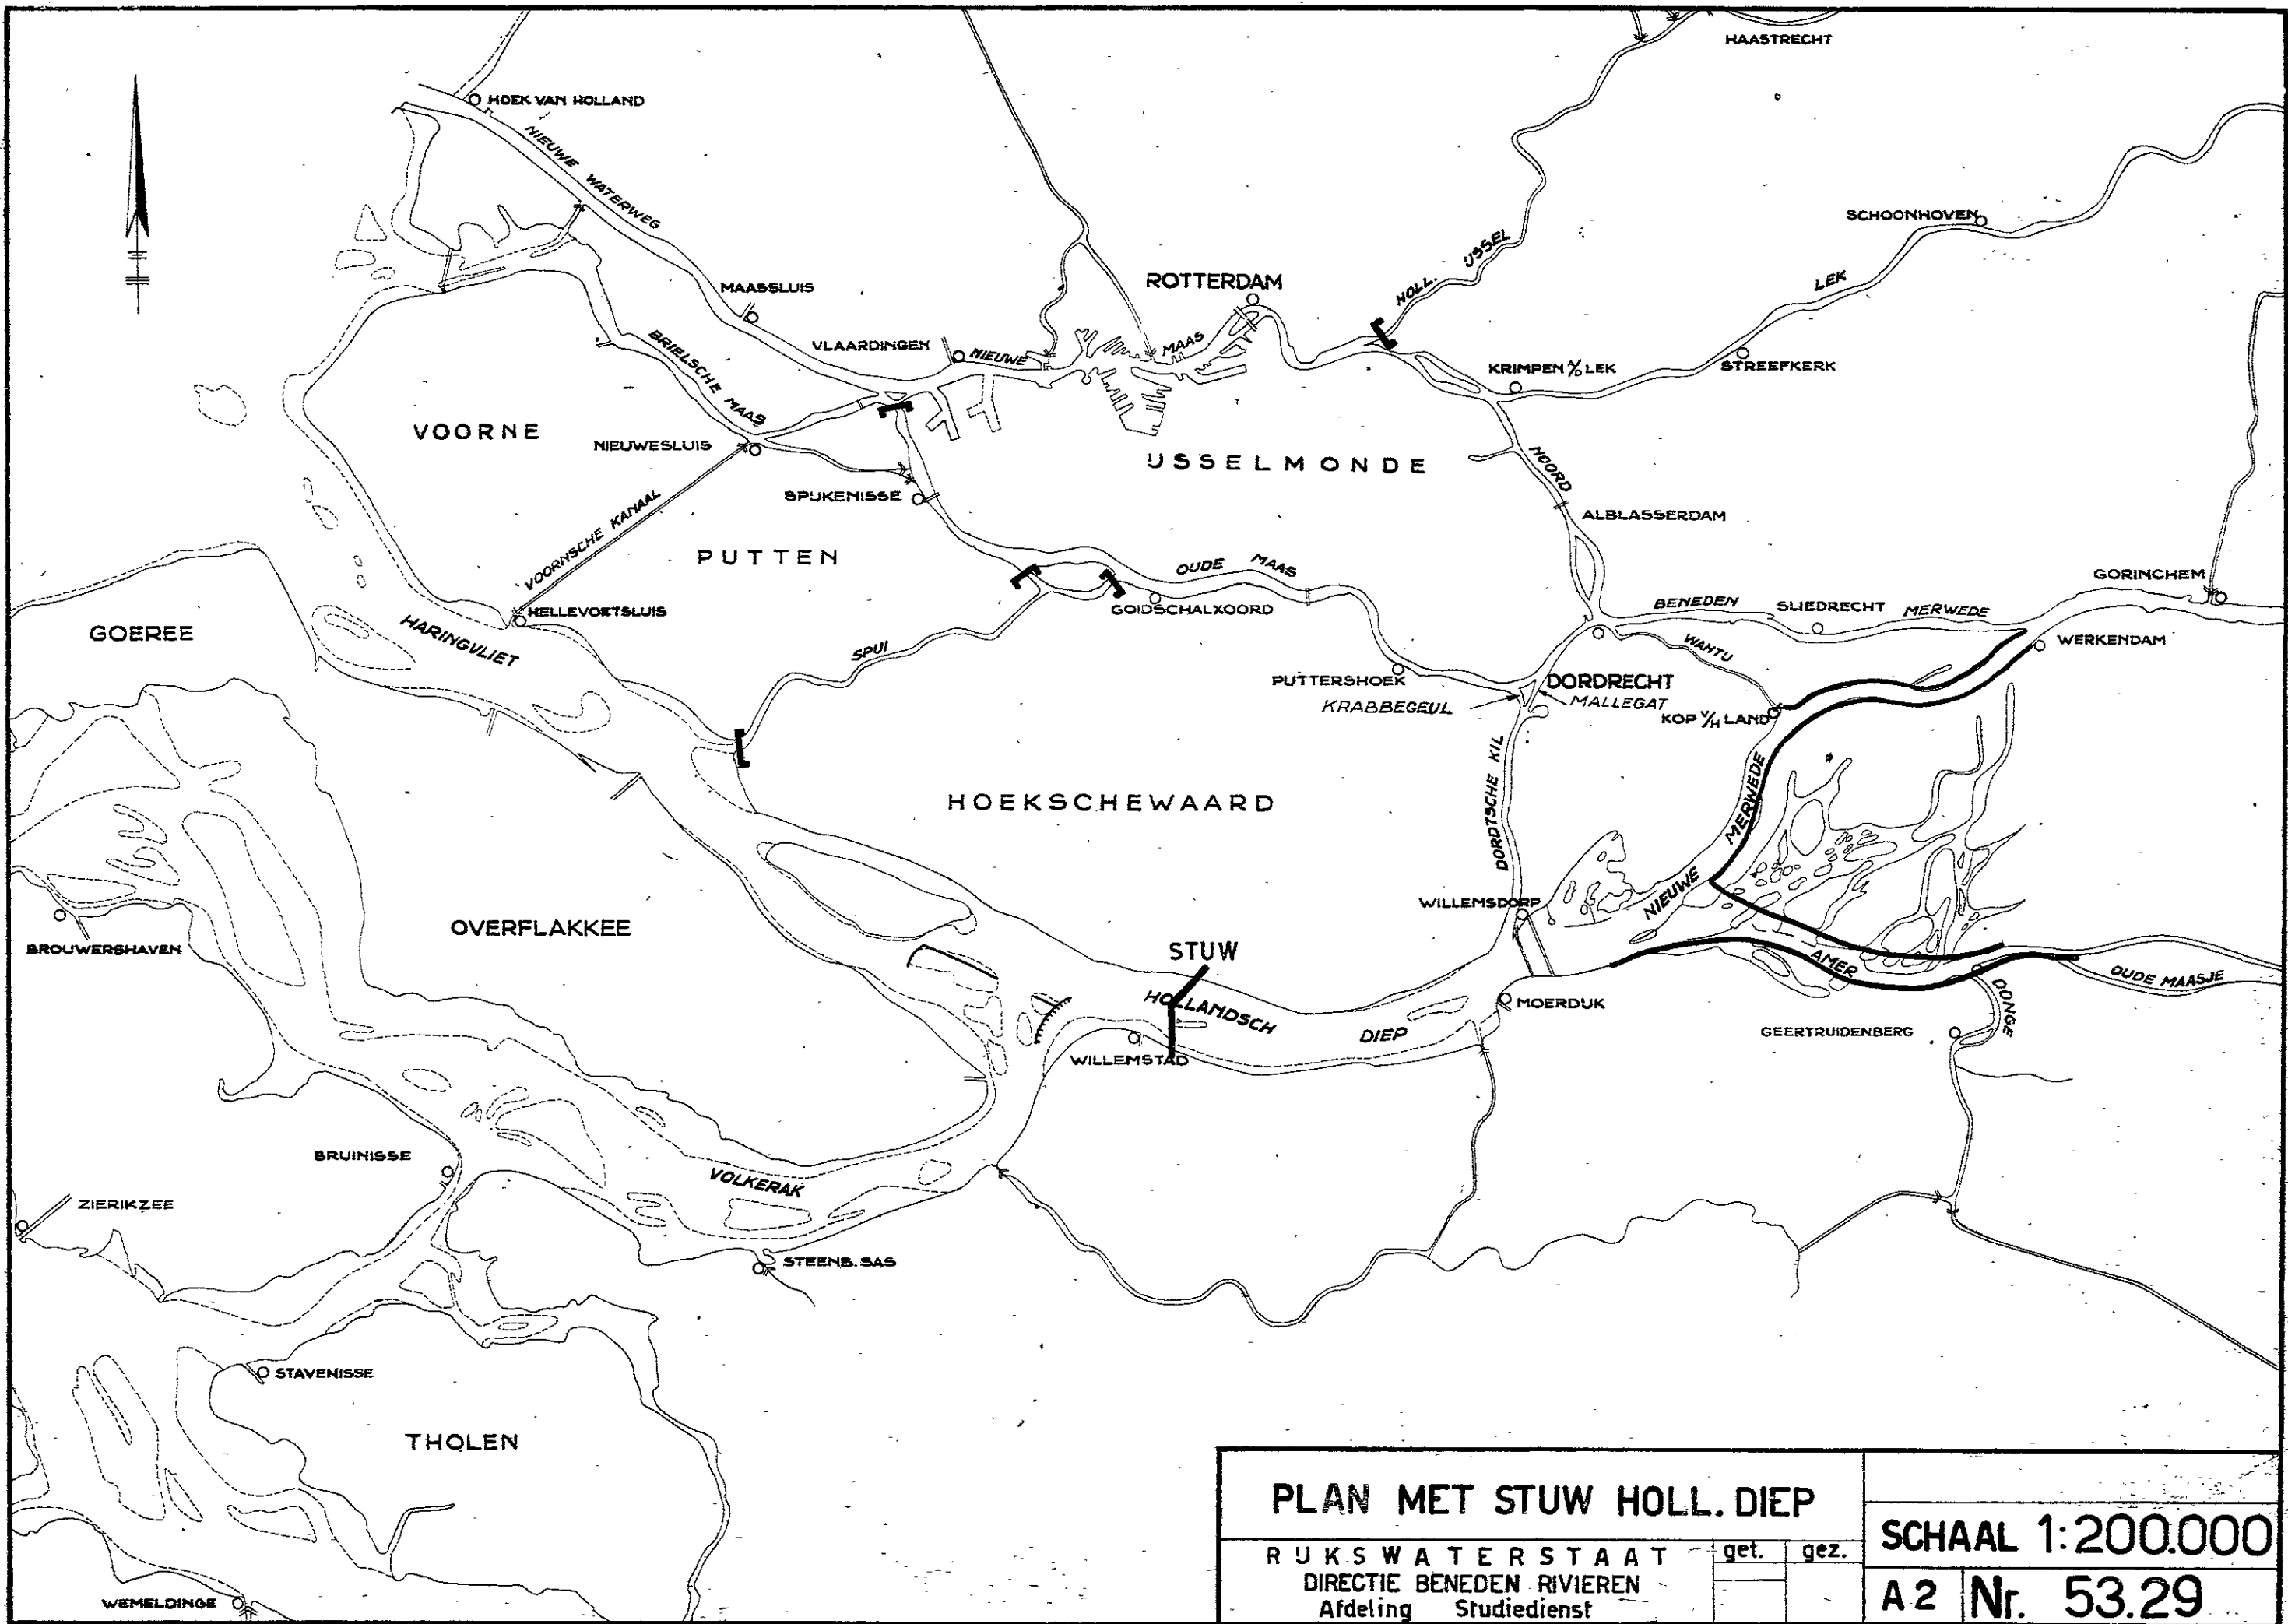 HAASTRECHT
HOEK VAN HOLLAND
NIEUWE WATERWEG
SCHOONHOVEN
HOLL. IJSSEL
LEK
MAASSLUIS
ROTTERDAM
VLAARDINGEN
NIEUWE MAAS
KRIMPEN A/D LEK
STREEFKERK
BRIELSCHE MAAS
VOORNE
NIEUWESLUIS
IJSSELMONDE
NOORD
SPIJKENISSE
ALBLASSERDAM
VOORNSCHE KANAAL
PUTTEN
OUDE MAAS
GORINCHEM
HELLEVOETSLUIS
GOIDSCHALXOORD
BENEDEN MERWEDE
SLIEDRECHT
GOEREE
HARINGVLIET
WERKENDAM
SPUI
WANTIJ
PUTTERSHOEK
DORDRECHT
KRABBEGEUL
MALLEGAT
KOP V/H LAND
DORDTSCHE KIL
HOEKSCHEWAARD
NIEUWE MERWEDE
WILLEMSDORP
OVERFLAKKEE
BROUWERSHAVEN
STUW
AMER
OUDE MAASJE
HOLLANDSCH DIEP
MOERDIJK
DONGE
GEERTRUIDENBERG
WILLEMSTAD
BRUINISSE
VOLKERAK
ZIERIKZEE
STEENB. SAS
STAVENISSE
THOLEN
WEMELDINGE
PLAN MET STUW HOLL. DIEP
RIJKSWATERSTAAT
DIRECTIE BENEDEN RIVIEREN
Afdeling Studiedienst
get. gez.
SCHAAL 1:200.000
A2 Nr. 53.29